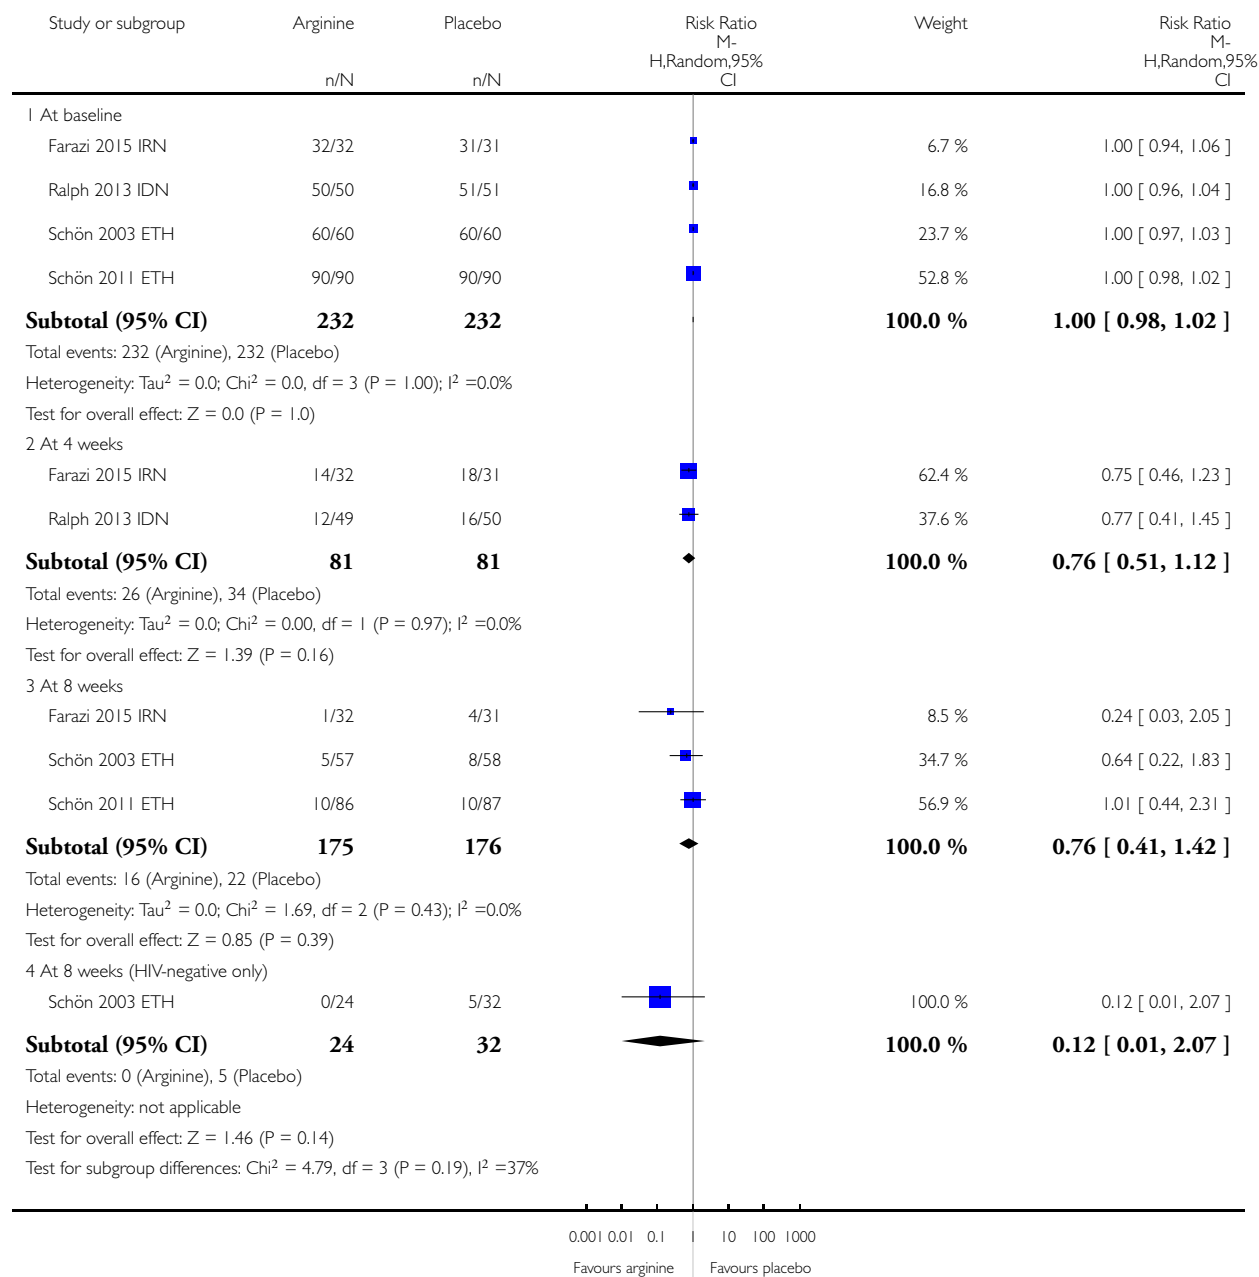 Study or subgroup Arginine Placebo Risk Ratio Weight Risk Ratio
M- M-
H,Random,95% H,Random,95%
n/N n/N CI CI
1 At baseline
Farazi 2015 IRN 32/32 31/31 6.7 % 1.00 [ 0.94, 1.06 ]
Ralph 2013 IDN 50/50 51/51 16.8 % 1.00 [ 0.96, 1.04 ]
Schön 2003 ETH 60/60 60/60 23.7 % 1.00 [ 0.97, 1.03 ]
Schön 2011 ETH 90/90 90/90 52.8 % 1.00 [ 0.98, 1.02 ]
Subtotal (95% CI) 232 232 100.0 % 1.00 [ 0.98, 1.02 ]
Total events: 232 (Arginine), 232 (Placebo)
Heterogeneity: Tau² = 0.0; Chi² = 0.0, df = 3 (P = 1.00); I² =0.0%
Test for overall effect: Z = 0.0 (P = 1.0)
2 At 4 weeks
Farazi 2015 IRN 14/32 18/31 62.4 % 0.75 [ 0.46, 1.23 ]
Ralph 2013 IDN 12/49 16/50 37.6 % 0.77 [ 0.41, 1.45 ]
Subtotal (95% CI) 81 81 100.0 % 0.76 [ 0.51, 1.12 ]
Total events: 26 (Arginine), 34 (Placebo)
Heterogeneity: Tau² = 0.0; Chi² = 0.00, df = 1 (P = 0.97); I² =0.0%
Test for overall effect: Z = 1.39 (P = 0.16)
3 At 8 weeks
Farazi 2015 IRN 1/32 4/31 8.5 % 0.24 [ 0.03, 2.05 ]
Schön 2003 ETH 5/57 8/58 34.7 % 0.64 [ 0.22, 1.83 ]
Schön 2011 ETH 10/86 10/87 56.9 % 1.01 [ 0.44, 2.31 ]
Subtotal (95% CI) 175 176 100.0 % 0.76 [ 0.41, 1.42 ]
Total events: 16 (Arginine), 22 (Placebo)
Heterogeneity: Tau² = 0.0; Chi² = 1.69, df = 2 (P = 0.43); I² =0.0%
Test for overall effect: Z = 0.85 (P = 0.39)
4 At 8 weeks (HIV-negative only)
Schön 2003 ETH 0/24 5/32 100.0 % 0.12 [ 0.01, 2.07 ]
Subtotal (95% CI) 24 32 100.0 % 0.12 [ 0.01, 2.07 ]
Total events: 0 (Arginine), 5 (Placebo)
Heterogeneity: not applicable
Test for overall effect: Z = 1.46 (P = 0.14)
Test for subgroup differences: Chi² = 4.79, df = 3 (P = 0.19), I² =37%
0.001 0.01 0.1 1 10 100 1000
Favours arginine Favours placebo